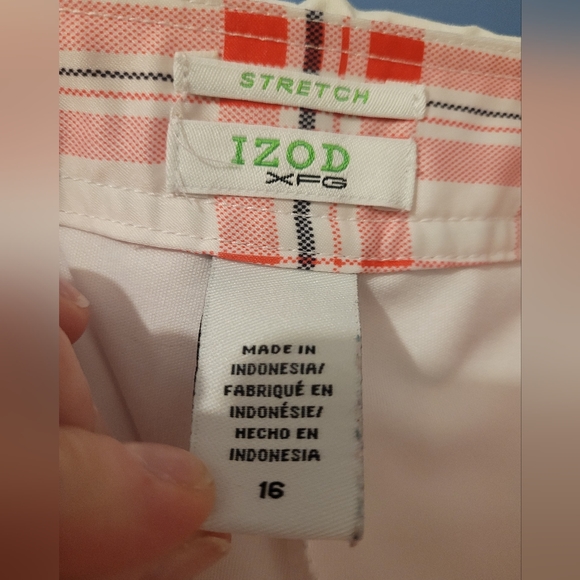 STRETCH
IZOD
XFG
MADE IN
INDONESIA/
FABRIQUÉ EN
INDONÉSIE/
HECHO EN
INDONESIA
16